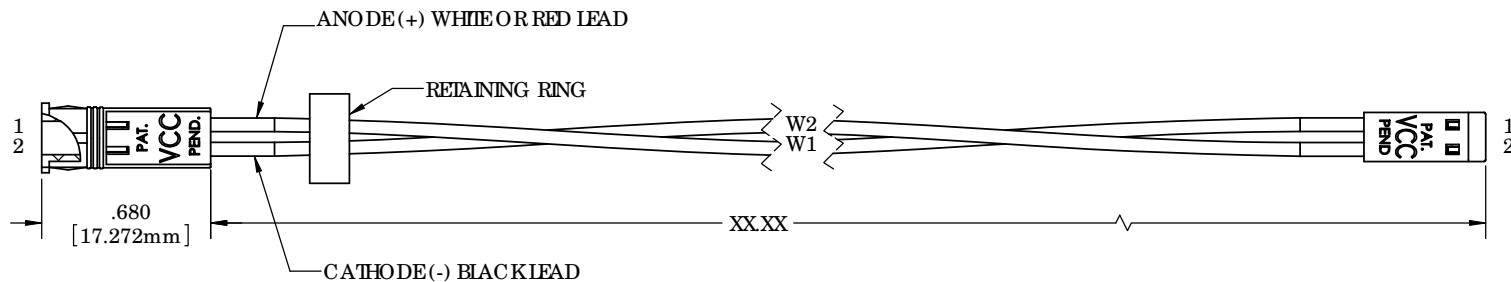 ANODE (+) WHITE OR RED LEAD
RETAINING RING
1
2
PAT.
VCC
PEND.
W2
W1
PAT.
VCC
PEND
1
2
.680
[17.272mm]
XX.XX
CATHODE (-) BLACK LEAD